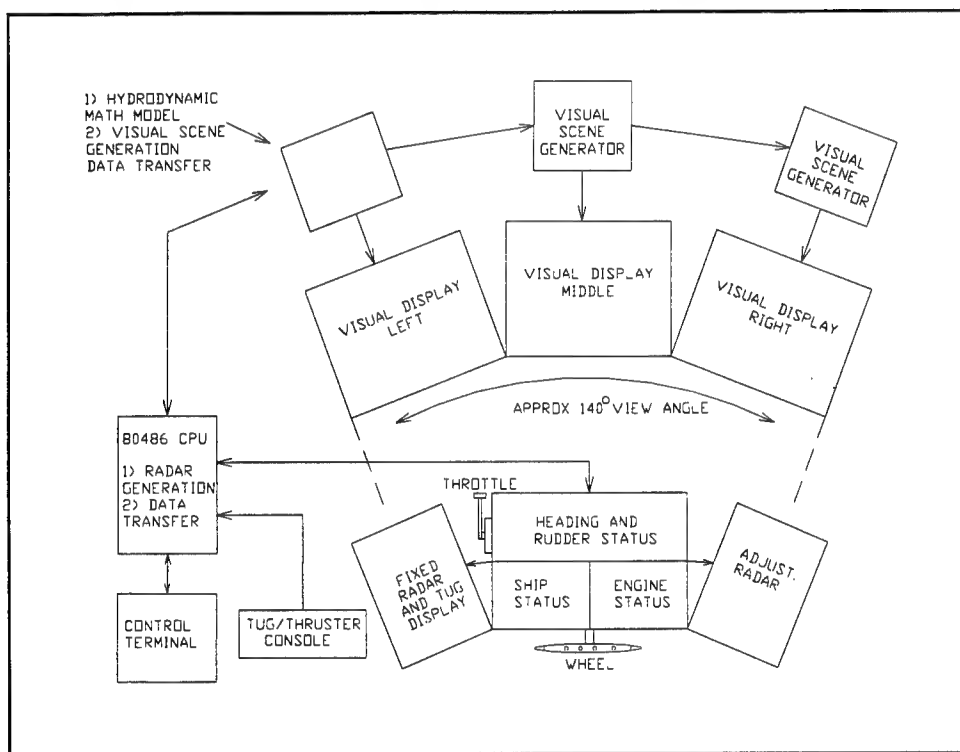 1) HYDRODYNAMIC
MATH MODEL
2) VISUAL SCENE
GENERATION
DATA TRANSFER
VISUAL
SCENE
GENERATOR
VISUAL
SCENE
GENERATOR
VISUAL DISPLAY
LEFT
VISUAL DISPLAY
MIDDLE
VISUAL DISPLAY
RIGHT
APPROX 140° VIEW ANGLE
80486 CPU
1) RADAR
GENERATION
2) DATA
TRANSFER
THROTTLE
HEADING AND
RUDDER STATUS
FIXED
RADAR
AND TUG
DISPLAY
SHIP
STATUS
ENGINE
STATUS
ADJUST.
RADAR
CONTROL
TERMINAL
TUG/THRUSTER
CONSOLE
WHEEL